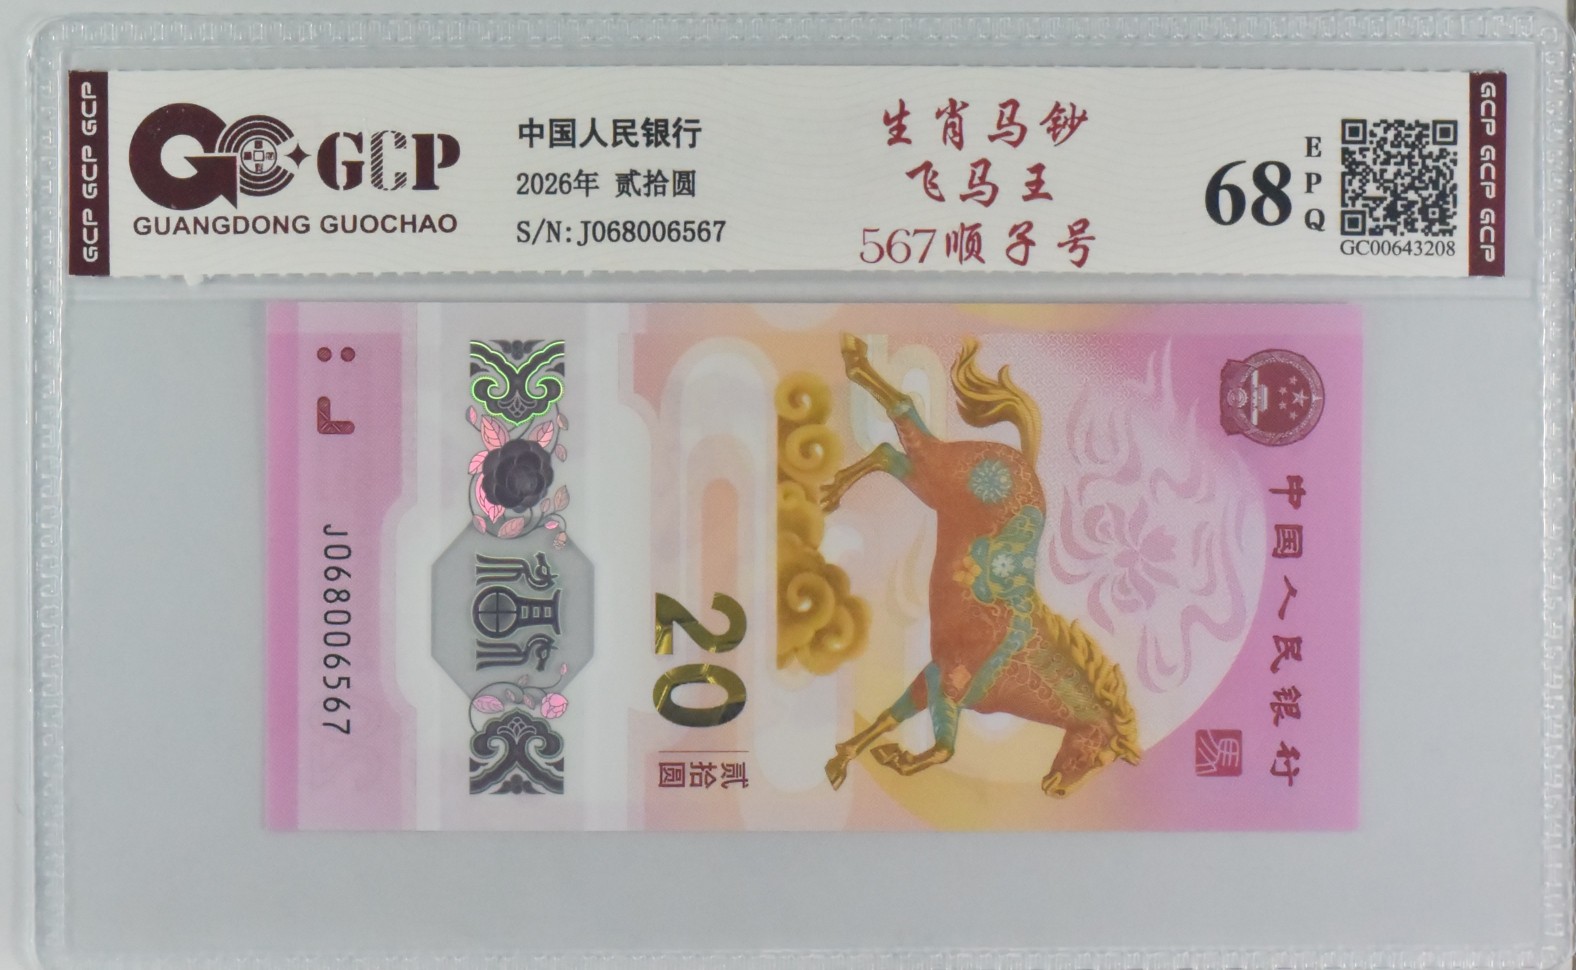 GCP GCP GCP
GCP
GUANGDONG GUOCHAO
中国人民银行
2026年 贰拾圆
S/N:J068006567
生肖马钞
飞马王
567顺子号
68
EPQ
GC00643208
GCP GCP GCP
J068006567
福
20
贰拾圆
中国人民银行
馬